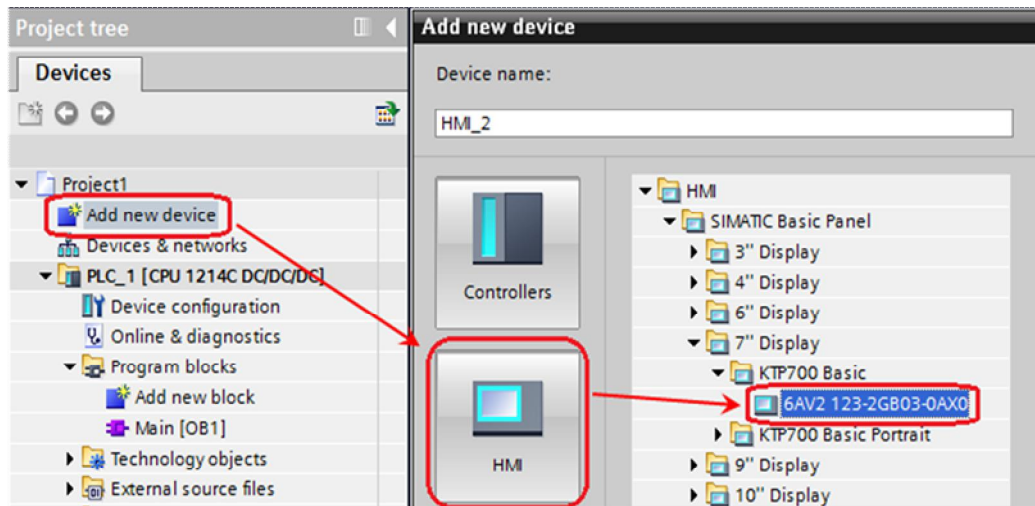 Project tree
Devices
Project1
Add new device
Devices & networks
PLC_1 [CPU 1214C DC/DC/DC]
Device configuration
Online & diagnostics
Program blocks
Add new block
Main [OB1]
Technology objects
External source files
Add new device
Device name:
HMI_2
Controllers
HMI
HMI
SIMATIC Basic Panel
3" Display
4" Display
6" Display
7" Display
KTP700 Basic
6AV2 123-2GB03-0AX0
KTP700 Basic Portrait
9" Display
10" Display